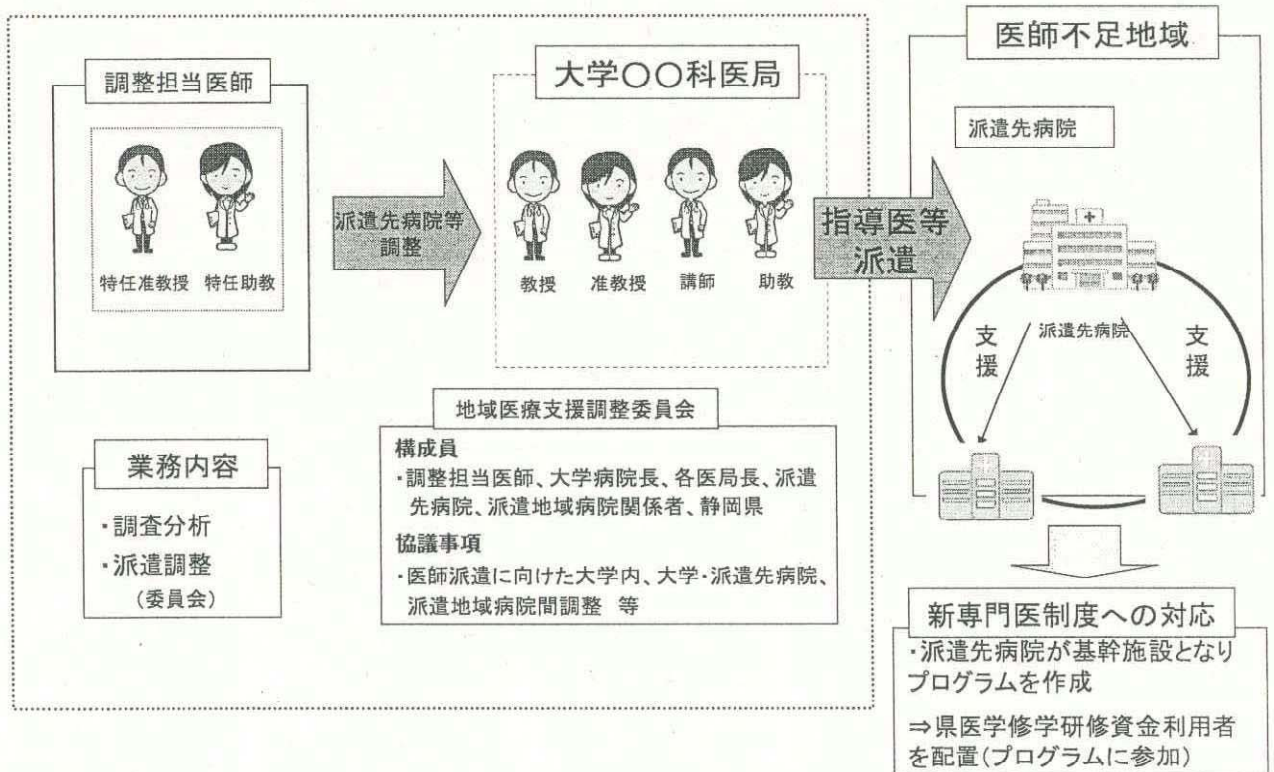 調整担当医師
特任准教授
特任助教
派遣先病院等
調整
大学〇〇科医局
教授
准教授
講師
助教
指導医等
派遣
医師不足地域
派遣先病院
派遣先病院
支
援
支
援
業務内容
・調査分析
・派遣調整
(委員会)
地域医療支援調整委員会
構成員
・調整担当医師、大学病院長、各医局長、派遣
先病院、派遣地域病院関係者、静岡県
協議事項
・医師派遣に向けた大学内、大学・派遣先病院、
派遣地域病院間調整 等
新専門医制度への対応
・派遣先病院が基幹施設となり
プログラムを作成
⇒県医学修学研修資金利用者
を配置(プログラムに参加)